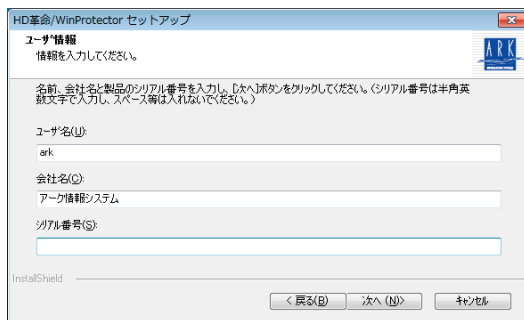 HD革命/WinProtector セットアップ
ユーザ情報
情報を入力してください。
ARK
名前、会社名と製品のシリアル番号を入力し、[次へ]ボタンをクリックしてください。(シリアル番号は半角英
数文字で入力し、スペース等は入れないでください。)
ユーザ名(U):
ark
会社名(C):
アーク情報システム
シリアル番号(S):
InstallShield
< 戻る(B)
次へ (N)>
キャンセル